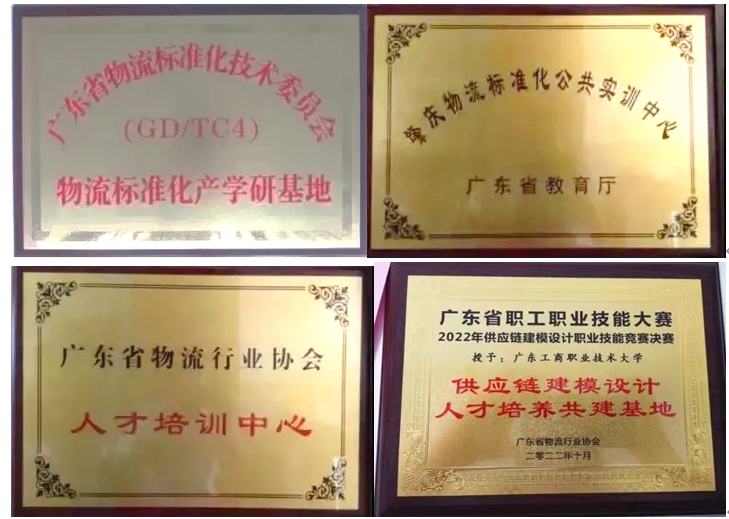 广东省物流标准化技术委员会
(GD/TC4)
物流标准化产学研基地
肇庆物流标准化公共实训中心
广东省教育厅
广东省物流行业协会
人才培训中心
广东省职工职业技能大赛
2022年供应链建模设计职业技能竞赛决赛
授予：广东工商职业技术大学
供应链建模设计
人才培养共建基地
广东省物流行业协会
二零二二年十月